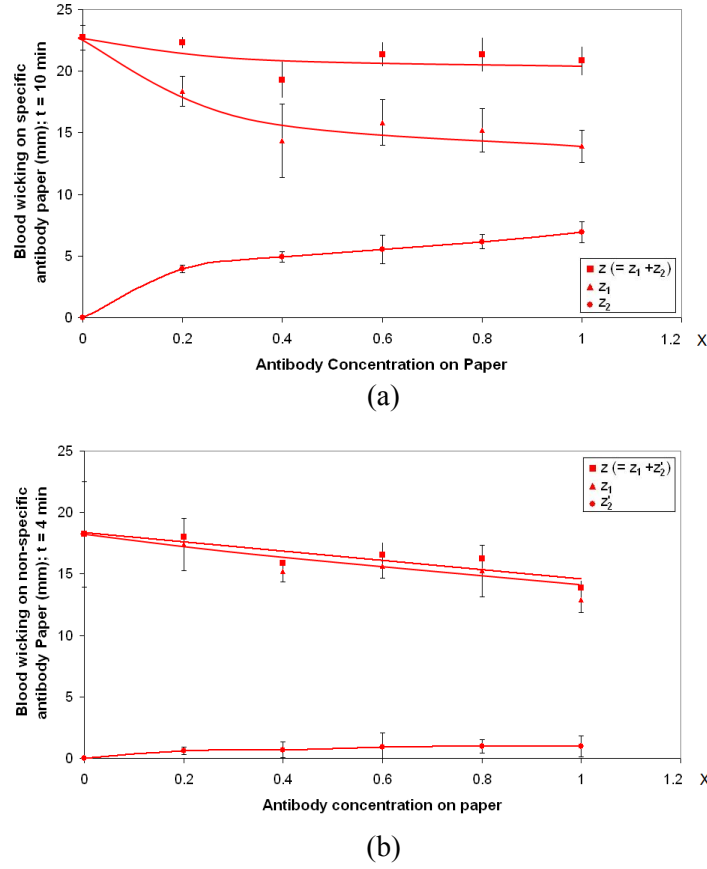 Blood wicking on specific
antibody paper (mm); t = 10 min
25
20
15
10
5
0
z (= z₁ +z₂)
z₁
z₂
0
0.2
0.4
0.6
0.8
1
1.2
X
Antibody Concentration on Paper
(a)
Blood wicking on non-specific
antibody Paper (mm); t = 4 min
25
20
15
10
5
0
z (= z₁ +z'₂)
z₁
z'₂
0
0.2
0.4
0.6
0.8
1
1.2
X
Antibody concentration on paper
(b)